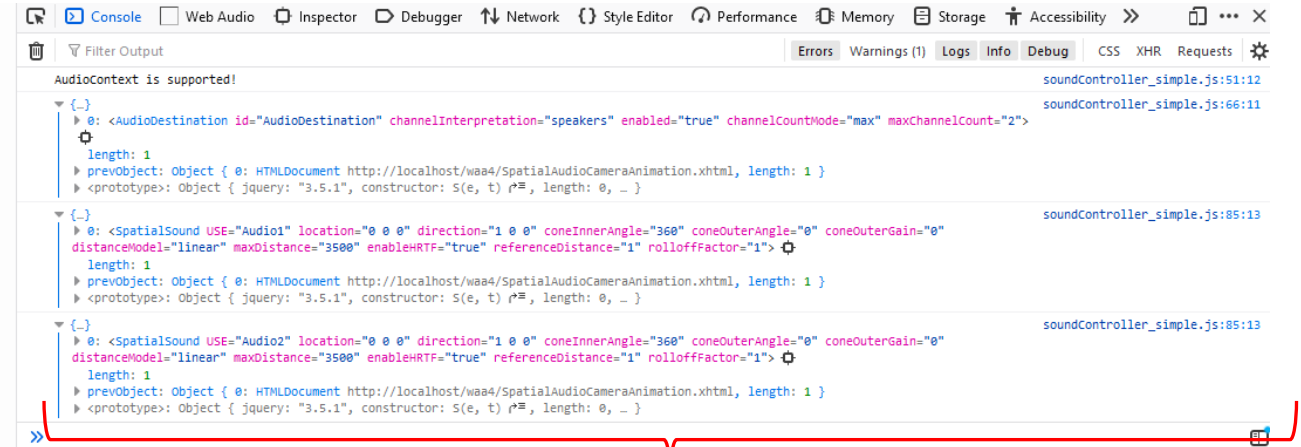 Console Web Audio Inspector Debugger Network Style Editor Performance Memory Storage Accessibility
Filter Output Errors Warnings (1) Logs Info Debug CSS XHR Requests
AudioContext is supported! soundController_simple.js:51:12
{…} soundController_simple.js:66:11
0: <AudioDestination id="AudioDestination" channelInterpretation="speakers" enabled="true" channelCountMode="max" maxChannelCount="2">
length: 1
prevObject: Object { 0: HTMLDocument http://localhost/waa4/SpatialAudioCameraAnimation.xhtml, length: 1 }
<prototype>: Object { jquery: "3.5.1", constructor: S(e, t), length: 0, … }
{…} soundController_simple.js:85:13
0: <SpatialSound USE="Audio1" location="0 0 0" direction="1 0 0" coneInnerAngle="360" coneOuterAngle="0" coneOuterGain="0"
distanceModel="linear" maxDistance="3500" enableHRTF="true" referenceDistance="1" rolloffFactor="1">
length: 1
prevObject: Object { 0: HTMLDocument http://localhost/waa4/SpatialAudioCameraAnimation.xhtml, length: 1 }
<prototype>: Object { jquery: "3.5.1", constructor: S(e, t), length: 0, … }
{…} soundController_simple.js:85:13
0: <SpatialSound USE="Audio2" location="0 0 0" direction="1 0 0" coneInnerAngle="360" coneOuterAngle="0" coneOuterGain="0"
distanceModel="linear" maxDistance="3500" enableHRTF="true" referenceDistance="1" rolloffFactor="1">
length: 1
prevObject: Object { 0: HTMLDocument http://localhost/waa4/SpatialAudioCameraAnimation.xhtml, length: 1 }
<prototype>: Object { jquery: "3.5.1", constructor: S(e, t), length: 0, … }